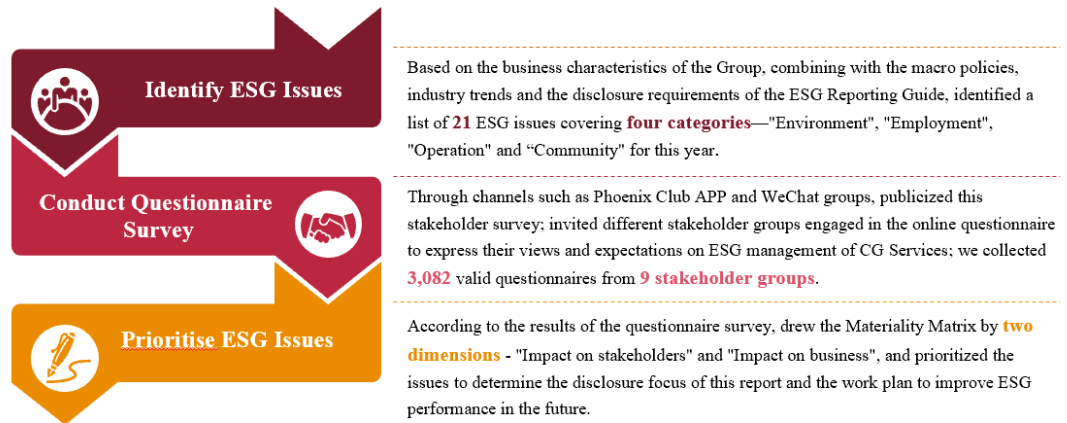 Identify ESG Issues
Based on the business characteristics of the Group, combining with the macro policies,
industry trends and the disclosure requirements of the ESG Reporting Guide, identified a
list of 21 ESG issues covering four categories—"Environment", "Employment",
"Operation" and “Community" for this year.
Conduct Questionnaire
Survey
Through channels such as Phoenix Club APP and WeChat groups, publicized this
stakeholder survey; invited different stakeholder groups engaged in the online questionnaire
to express their views and expectations on ESG management of CG Services; we collected
3,082 valid questionnaires from 9 stakeholder groups.
Prioritise ESG Issues
According to the results of the questionnaire survey, drew the Materiality Matrix by two
dimensions - "Impact on stakeholders" and "Impact on business", and prioritized the
issues to determine the disclosure focus of this report and the work plan to improve ESG
performance in the future.